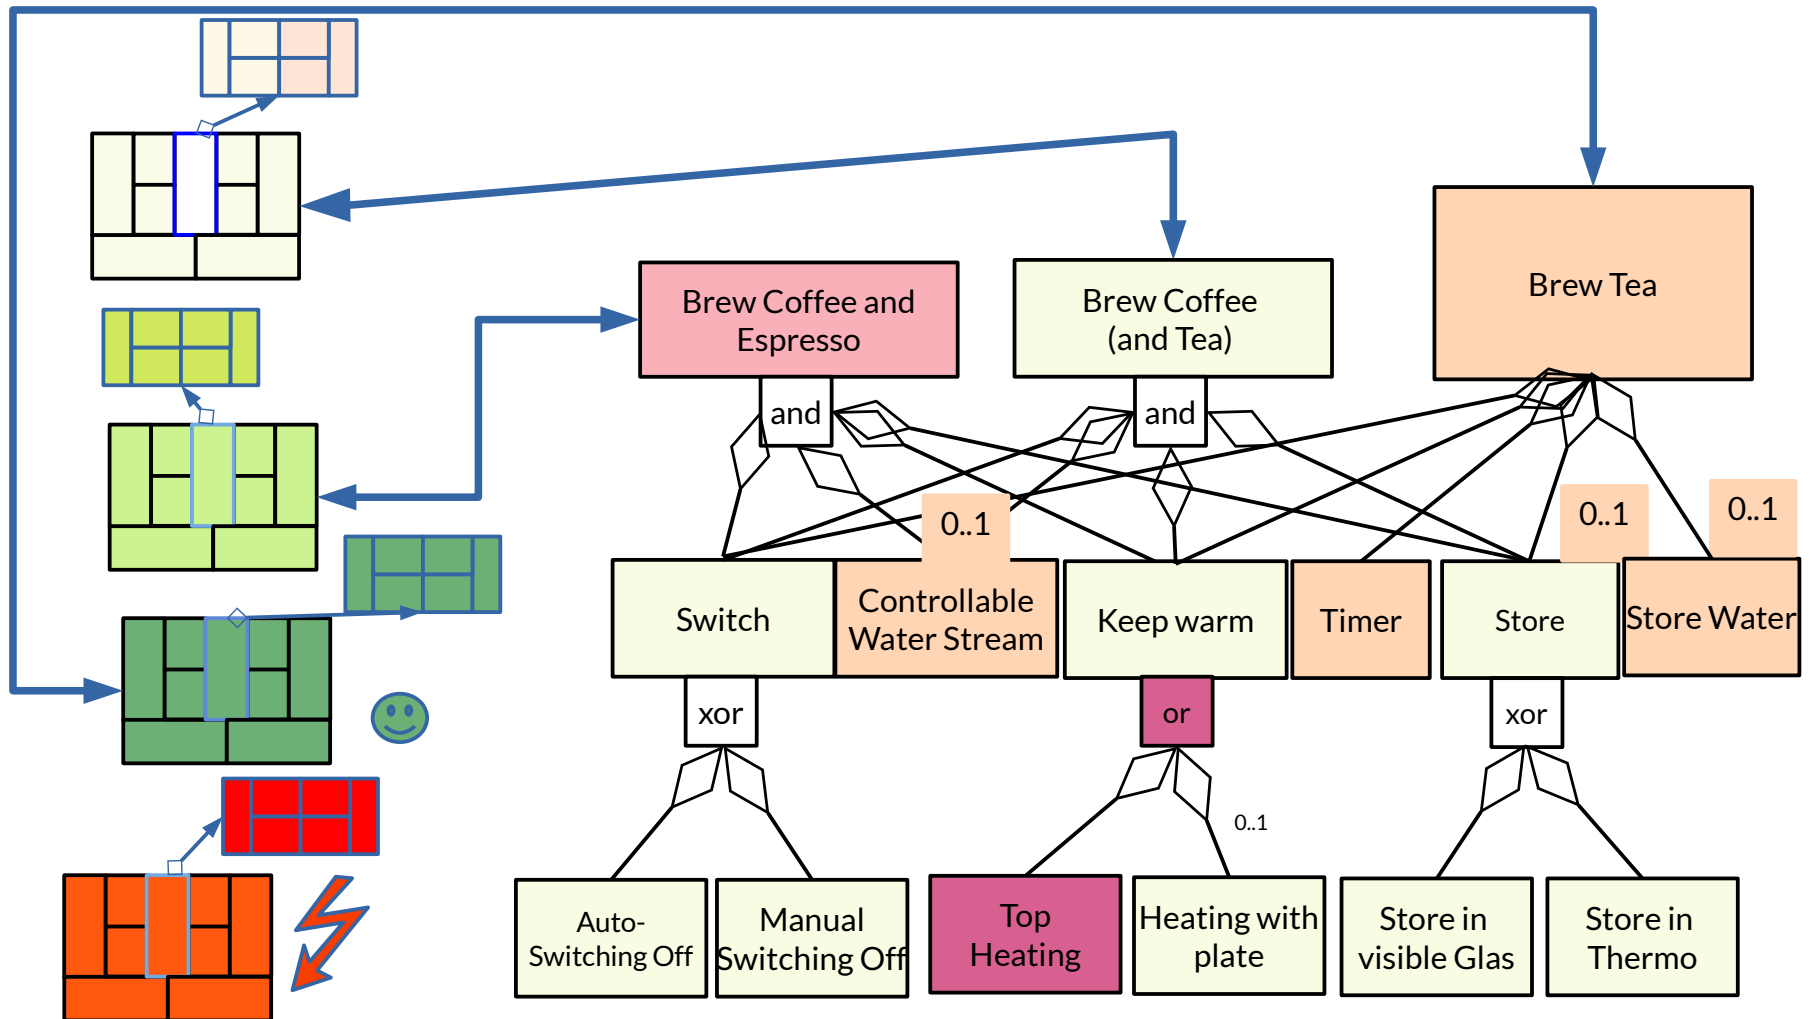 Brew Coffee and
Espresso
Brew Coffee
(and Tea)
Brew Tea
and
and
0..1
0..1
0..1
Switch
Controllable
Water Stream
Keep warm
Timer
Store
Store Water
xor
or
xor
0..1
Auto-
Switching Off
Manual
Switching Off
Top
Heating
Heating with
plate
Store in
visible Glas
Store in
Thermo